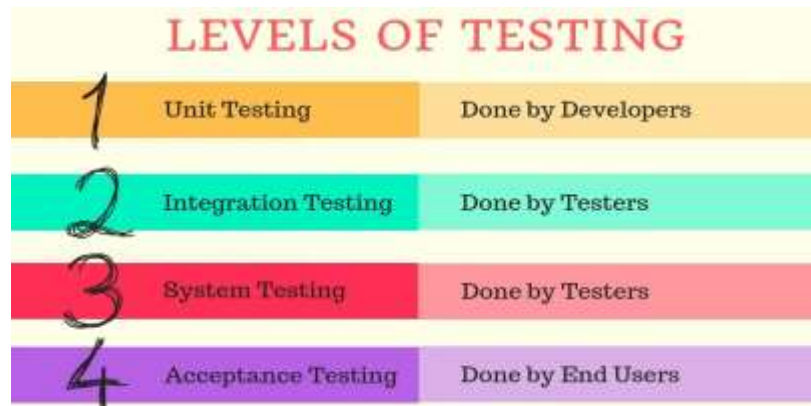 LEVELS OF TESTING
1 Unit Testing Done by Developers
2 Integration Testing Done by Testers
3 System Testing Done by Testers
4 Acceptance Testing Done by End Users